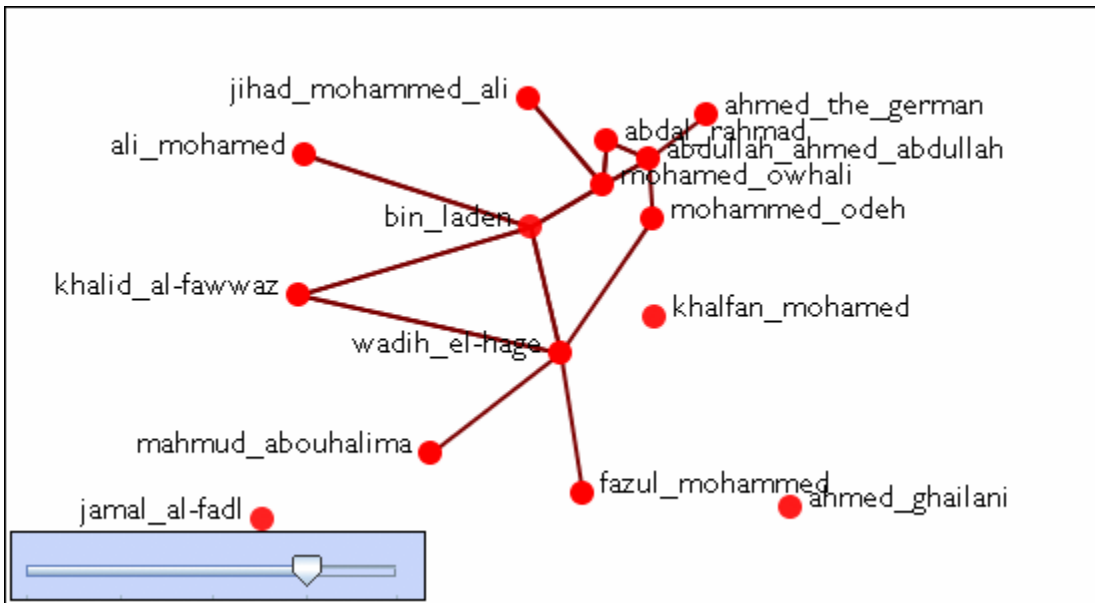 jihad_mohammed_ali
ahmed_the_german
abdal_rahmad
ali_mohamed
abdullah_ahmed_abdullah
mohamed_owhali
bin_laden
mohammed_odeh
khalid_al-fawwaz
khalfan_mohamed
wadih_el-hage
mahmud_abouhalima
fazul_mohammed
ahmed_ghailani
jamal_al-fadl